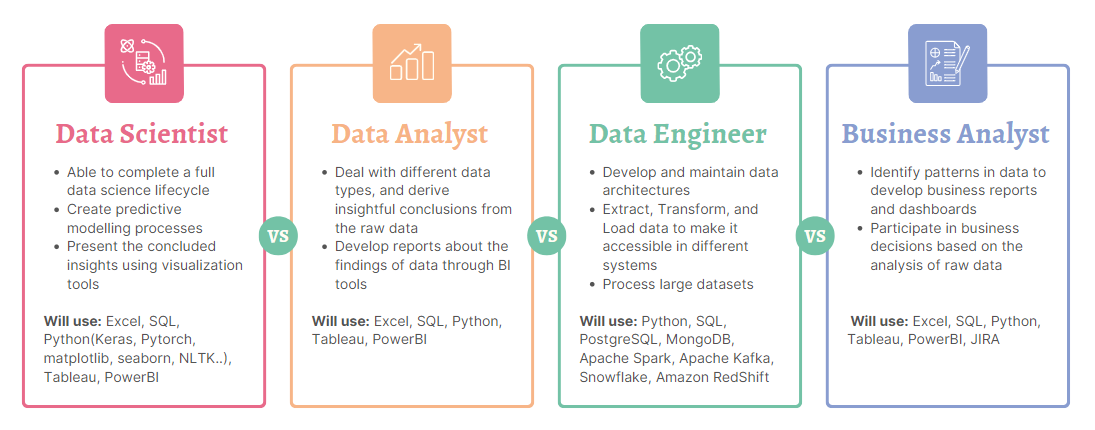 Data Scientist
• Able to complete a full
data science lifecycle
• Create predictive
modelling processes
• Present the concluded
insights using visualization
tools
Will use: Excel, SQL,
Python(Keras, Pytorch,
matplotlib, seaborn, NLTK..),
Tableau, PowerBI
VS
Data Analyst
• Deal with different data
types, and derive
insightful conclusions from
the raw data
• Develop reports about the
findings of data through BI
tools
Will use: Excel, SQL, Python,
Tableau, PowerBI
VS
Data Engineer
• Develop and maintain data
architectures
• Extract, Transform, and
Load data to make it
accessible in different
systems
• Process large datasets
Will use: Python, SQL,
PostgreSQL, MongoDB,
Apache Spark, Apache Kafka,
Snowflake, Amazon RedShift
VS
Business Analyst
• Identify patterns in data to
develop business reports
and dashboards
• Participate in business
decisions based on the
analysis of raw data
Will use: Excel, SQL, Python,
Tableau, PowerBI, JIRA